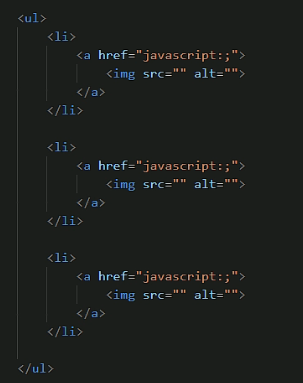 <ul>
<li>
<a href="javascript:;">
<img src="" alt="">
</a>
</li>
<li>
<a href="javascript:;">
<img src="" alt="">
</a>
</li>
<li>
<a href="javascript:;">
<img src="" alt="">
</a>
</li>
</ul>